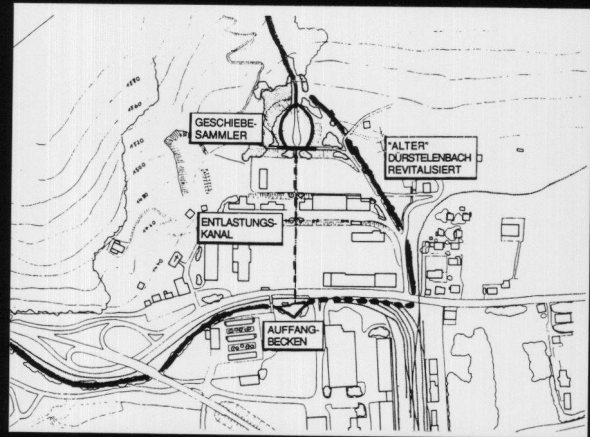 GESCHIEBE-
SAMMLER
"ALTER"
DÜRSTELENBACH
REVITALISIERT
ENTLASTUNGS-
KANAL
AUFFANG-
BECKEN